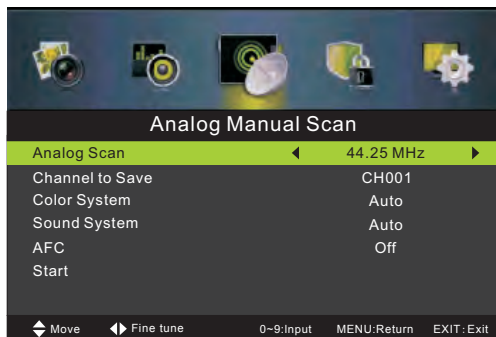 Analog Manual Scan
Analog Scan 44.25 MHz
Channel to Save CH001
Color System Auto
Sound System Auto
AFC Off
Start
Move Fine tune 0~9:Input MENU:Return EXIT:Exit